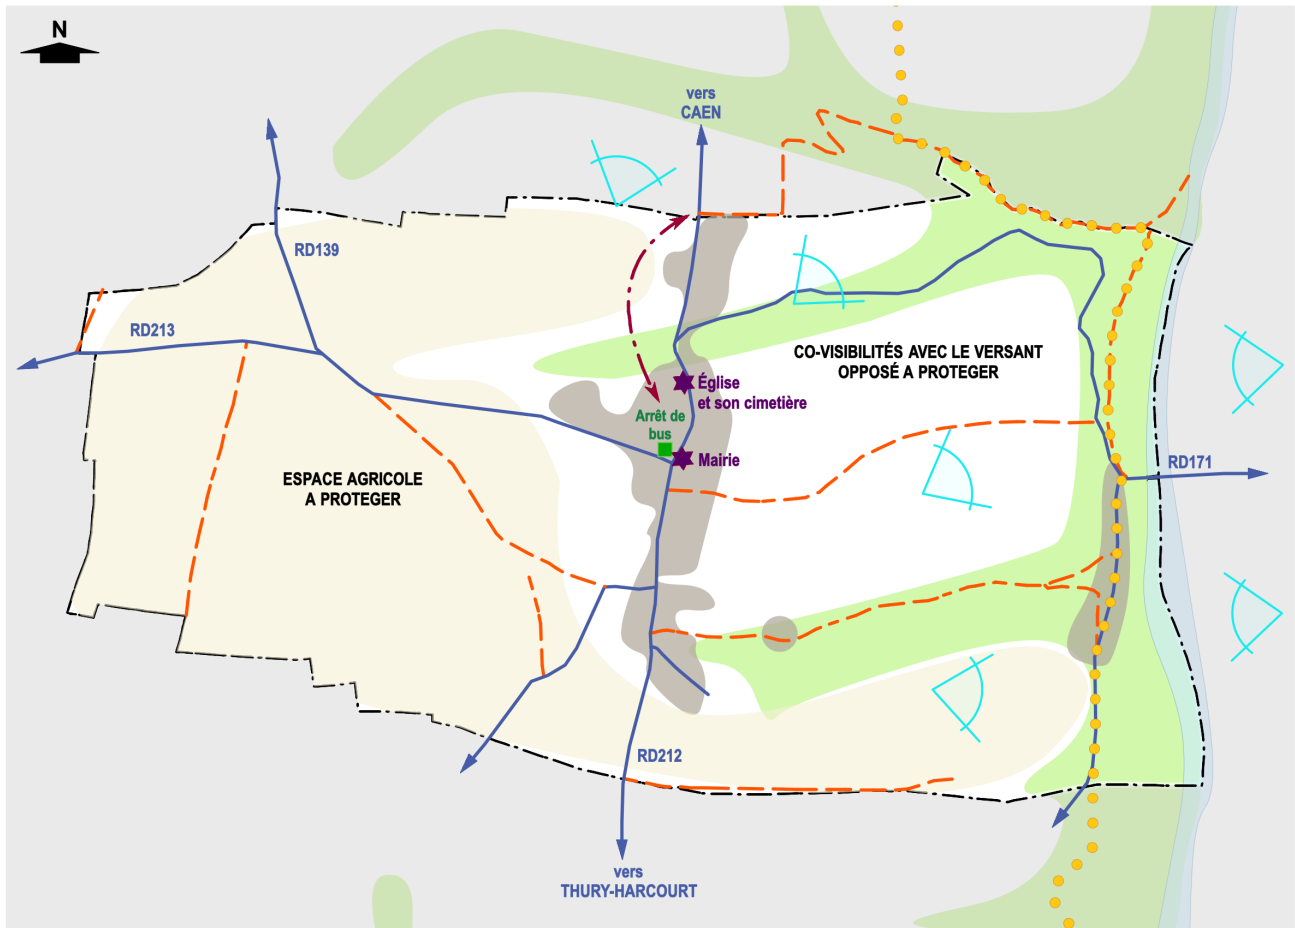 N
vers
CAEN
RD139
RD213
CO-VISIBILITÉS AVEC LE VERSANT
OPPOSÉ A PROTEGER
Église
et son cimetière
Arrêt de
bus
Mairie
RD171
ESPACE AGRICOLE
A PROTEGER
RD212
vers
THURY-HARCOURT